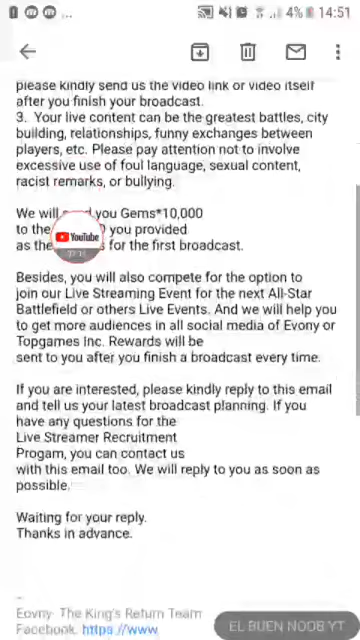 4% 14:51
please kindly send us the video link or video itself
after you finish your broadcast.
3. Your live content can be the greatest battles, city
building, relationships, funny exchanges between
players, etc. Please pay attention not to involve
excessive use of foul language, sexual content,
racist remarks, or bullying.
We will you Gems*10,000
to the you provided
YouTube
as the for the first broadcast.
Besides, you will also compete for the option to
join our Live Streaming Event for the next All-Star
Battlefield or others Live Events. And we will help you
to get more audiences in all social media of Evony or
Topgames Inc. Rewards will be
sent to you after you finish a broadcast every time.
If you are interested, please kindly reply to this email
and tell us your latest broadcast planning. If you
have any questions for the
Live Streamer Recruitment
Progam, you can contact us
with this email too. We will reply to you as soon as
possible.
Waiting for your reply.
Thanks in advance.
Eovny- The King's Return Team
Facebook: https://www
EL BUEN NOOB YT